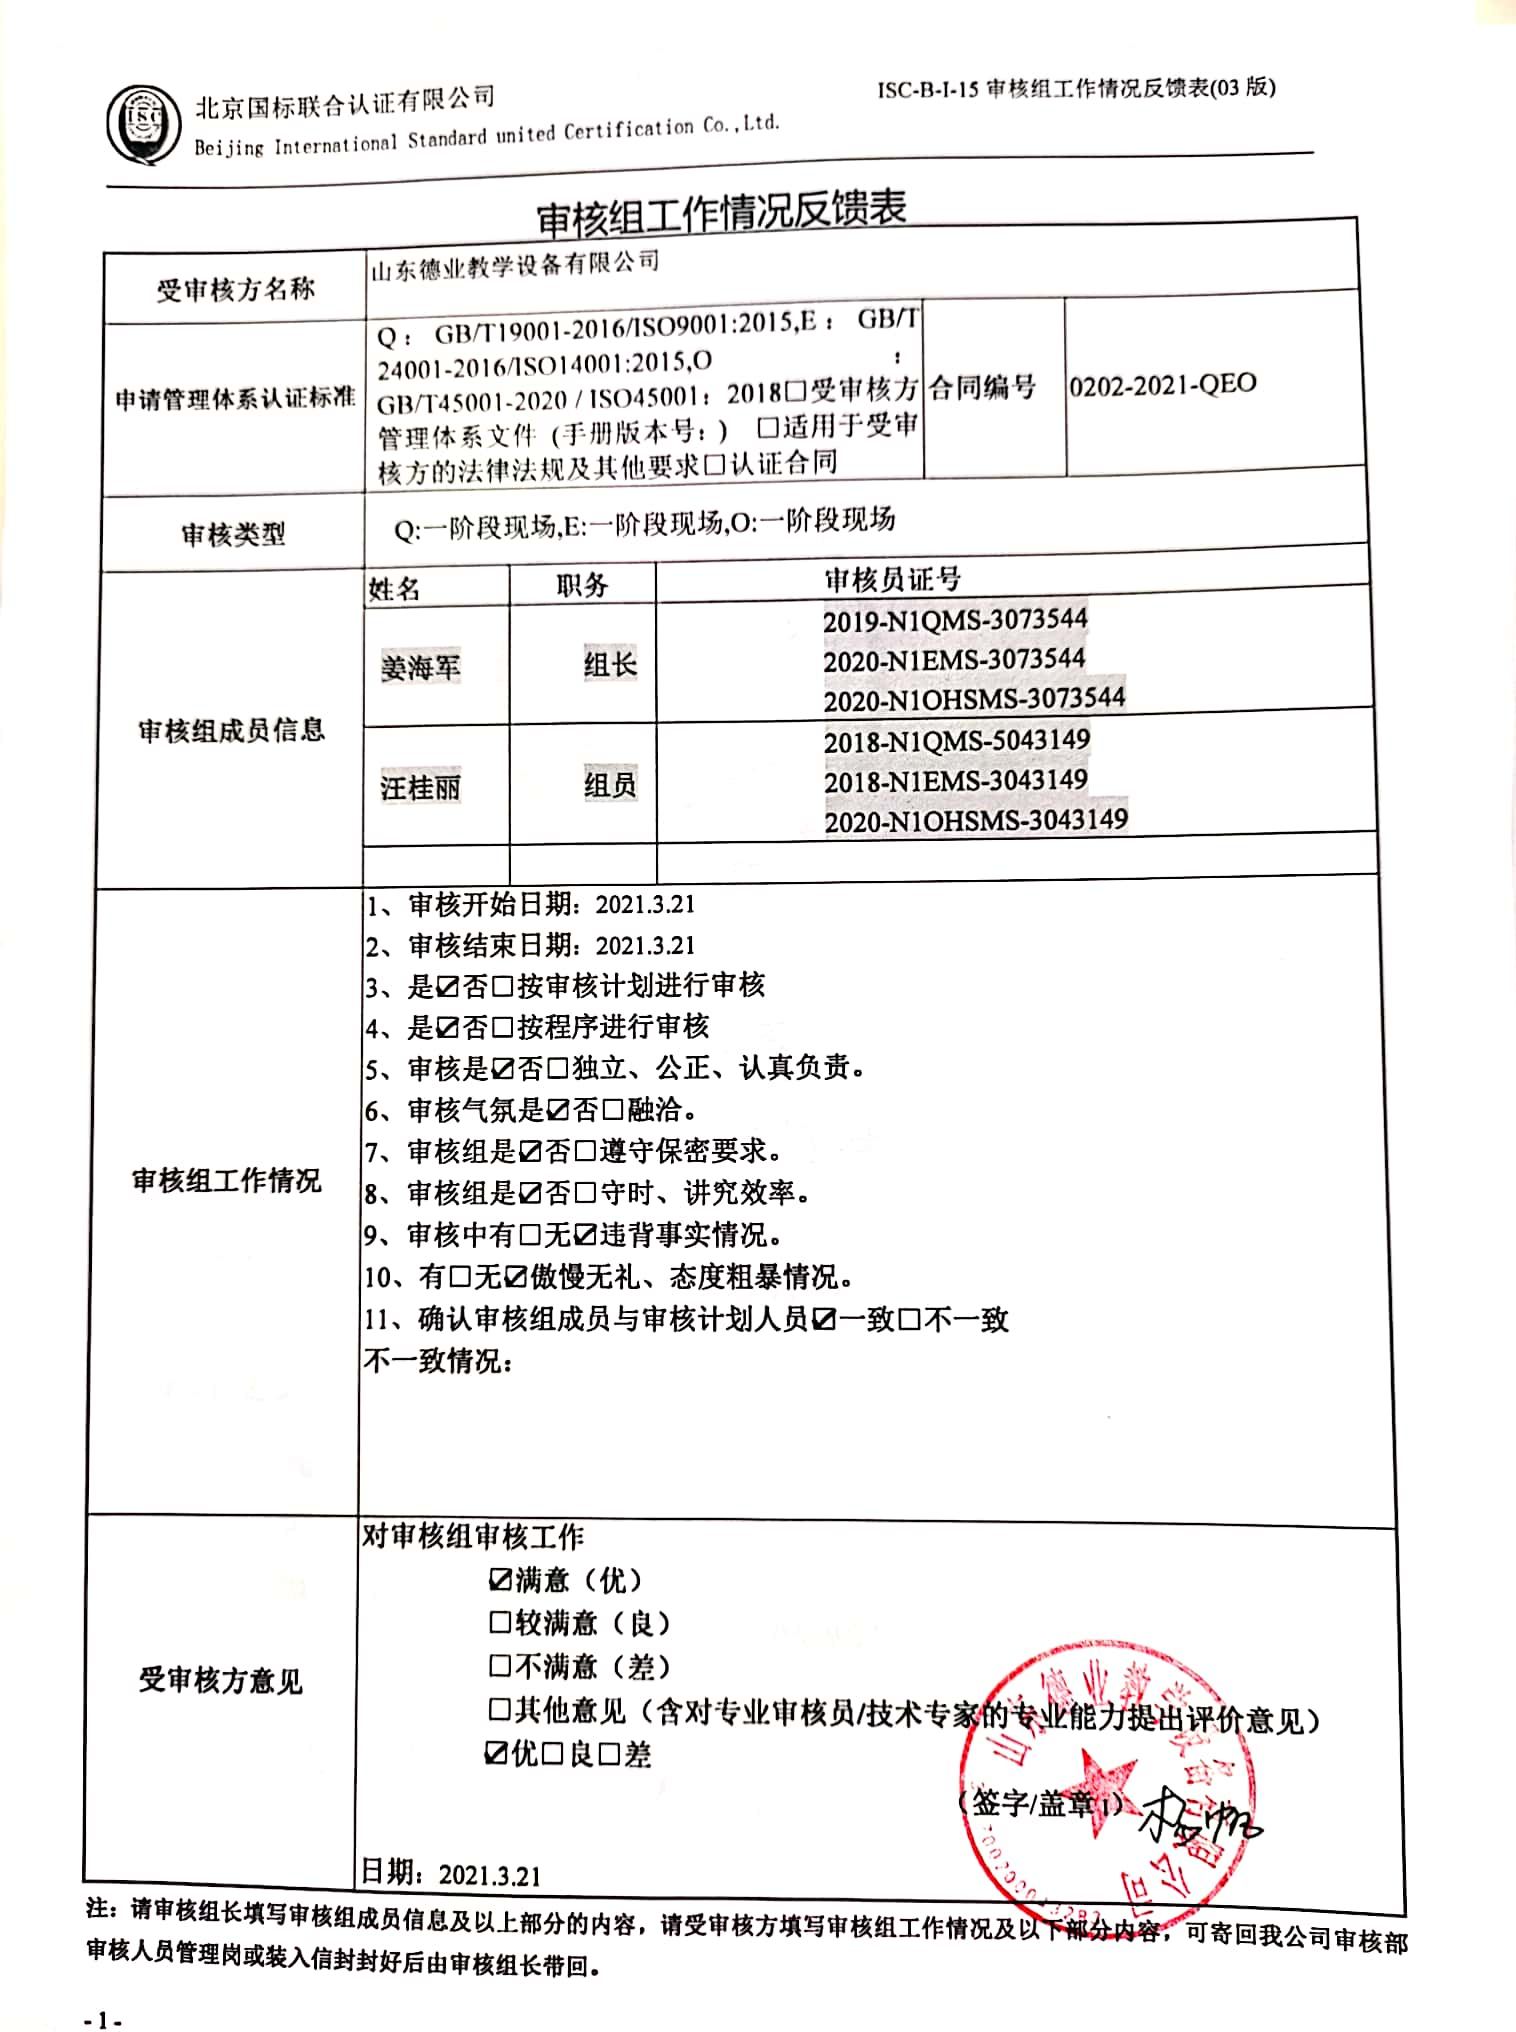 ISC
北京国标联合认证有限公司
ISC-B-I-15 审核组工作情况反馈表(03 版)
Beijing International Standard united Certification Co.,Ltd.
审核组工作情况反馈表
受审核方名称
山东德业教学设备有限公司
申请管理体系认证标准
Q： GB/T19001-2016/ISO9001:2015,E： GB/T
24001-2016/ISO14001:2015,O ：
GB/T45001-2020 / ISO45001：2018□受审核方
管理体系文件 (手册版本号：) □适用于受审
核方的法律法规及其他要求□认证合同
合同编号
0202-2021-QEO
审核类型
Q:一阶段现场,E:一阶段现场,O:一阶段现场
审核组成员信息
姓名 职务 审核员证号
姜海军 组长
2019-N1QMS-3073544
2020-N1EMS-3073544
2020-N1OHSMS-3073544
汪桂丽 组员
2018-N1QMS-5043149
2018-N1EMS-3043149
2020-N1OHSMS-3043149
审核组工作情况
1、审核开始日期：2021.3.21
2、审核结束日期：2021.3.21
3、是☑否□按审核计划进行审核
4、是☑否□按程序进行审核
5、审核是☑否□独立、公正、认真负责。
6、审核气氛是☑否□融洽。
7、审核组是☑否□遵守保密要求。
8、审核组是☑否□守时、讲究效率。
9、审核中有□无☑违背事实情况。
10、有□无☑傲慢无礼、态度粗暴情况。
11、确认审核组成员与审核计划人员☑一致□不一致
不一致情况：
受审核方意见
对审核组审核工作
☑满意（优）
□较满意（良）
□不满意（差）
□其他意见（含对专业审核员/技术专家的专业能力提出评价意见）
☑优□良□差
（签字/盖章）
山东德业教学设备有限公司
日期：2021.3.21
注：请审核组长填写审核组成员信息及以上部分的内容，请受审核方填写审核组工作情况及以下部分内容，可寄回我公司审核部
审核人员管理岗或装入信封封好后由审核组长带回。
- 1 -